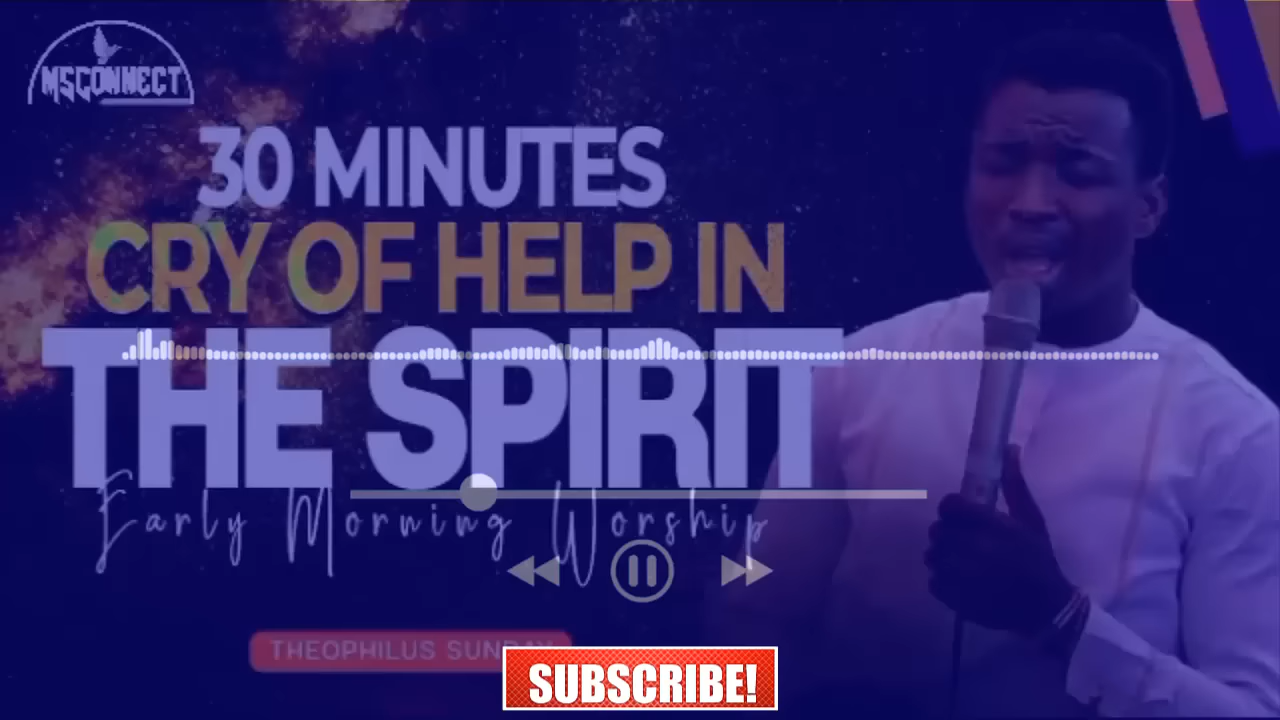 MSCONNECT
30 MINUTES
CRY OF HELP IN
THE SPIRIT
Early Morning Worship
THEOPHILUS SUNDAY
SUBSCRIBE!